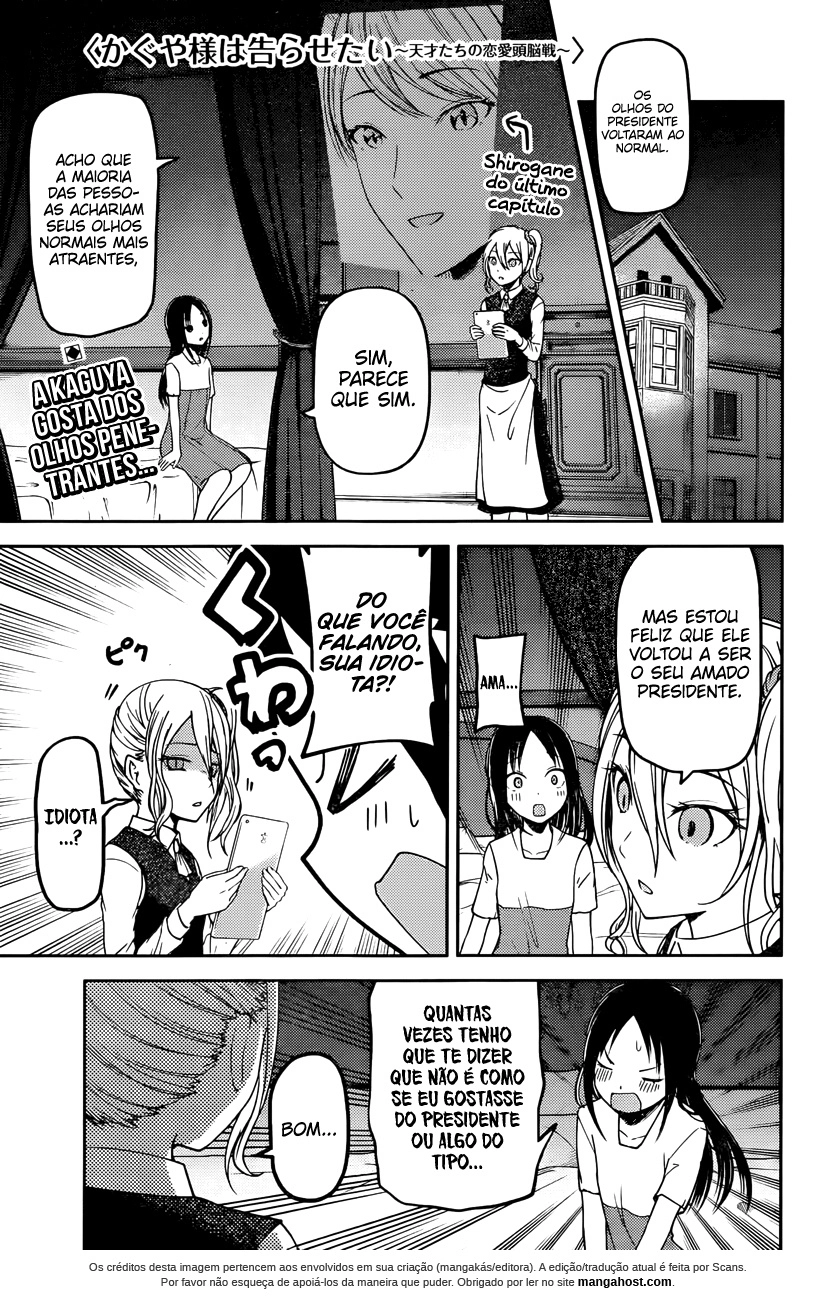 〈かぐや様は告らせたい～天才たちの恋愛頭脳戦～〉
OS
OLHOS DO
PRESIDENTE
VOLTARAM AO
NORMAL.
Shirogane
do último
capítulo
ACHO QUE
A MAIORIA
DAS PESSO-
AS ACHARIAM
SEUS OLHOS
NORMAIS MAIS
ATRAENTES,
SIM,
PARECE
QUE SIM.
A KAGUYA
GOSTA DOS
OLHOS PENE-
TRANTES...
MAS ESTOU
FELIZ QUE ELE
VOLTOU A SER
O SEU AMADO
PRESIDENTE.
AMA...
DO
QUE VOCÊ
FALANDO,
SUA IDIO-
TA?!
くわっ
ピク
IDIOTA
...?
QUANTAS
VEZES TENHO
QUE TE DIZER
QUE NÃO É COMO
SE EU GOSTASSE
DO PRESIDENTE
OU ALGO DO
TIPO...
BOM...
Os créditos desta imagem pertencem aos envolvidos em sua criação (mangakás/editora). A edição/tradução atual é feita por Scans.
Por favor não esqueça de apoiá-los da maneira que puder. Obrigado por ler no site mangahost.com.